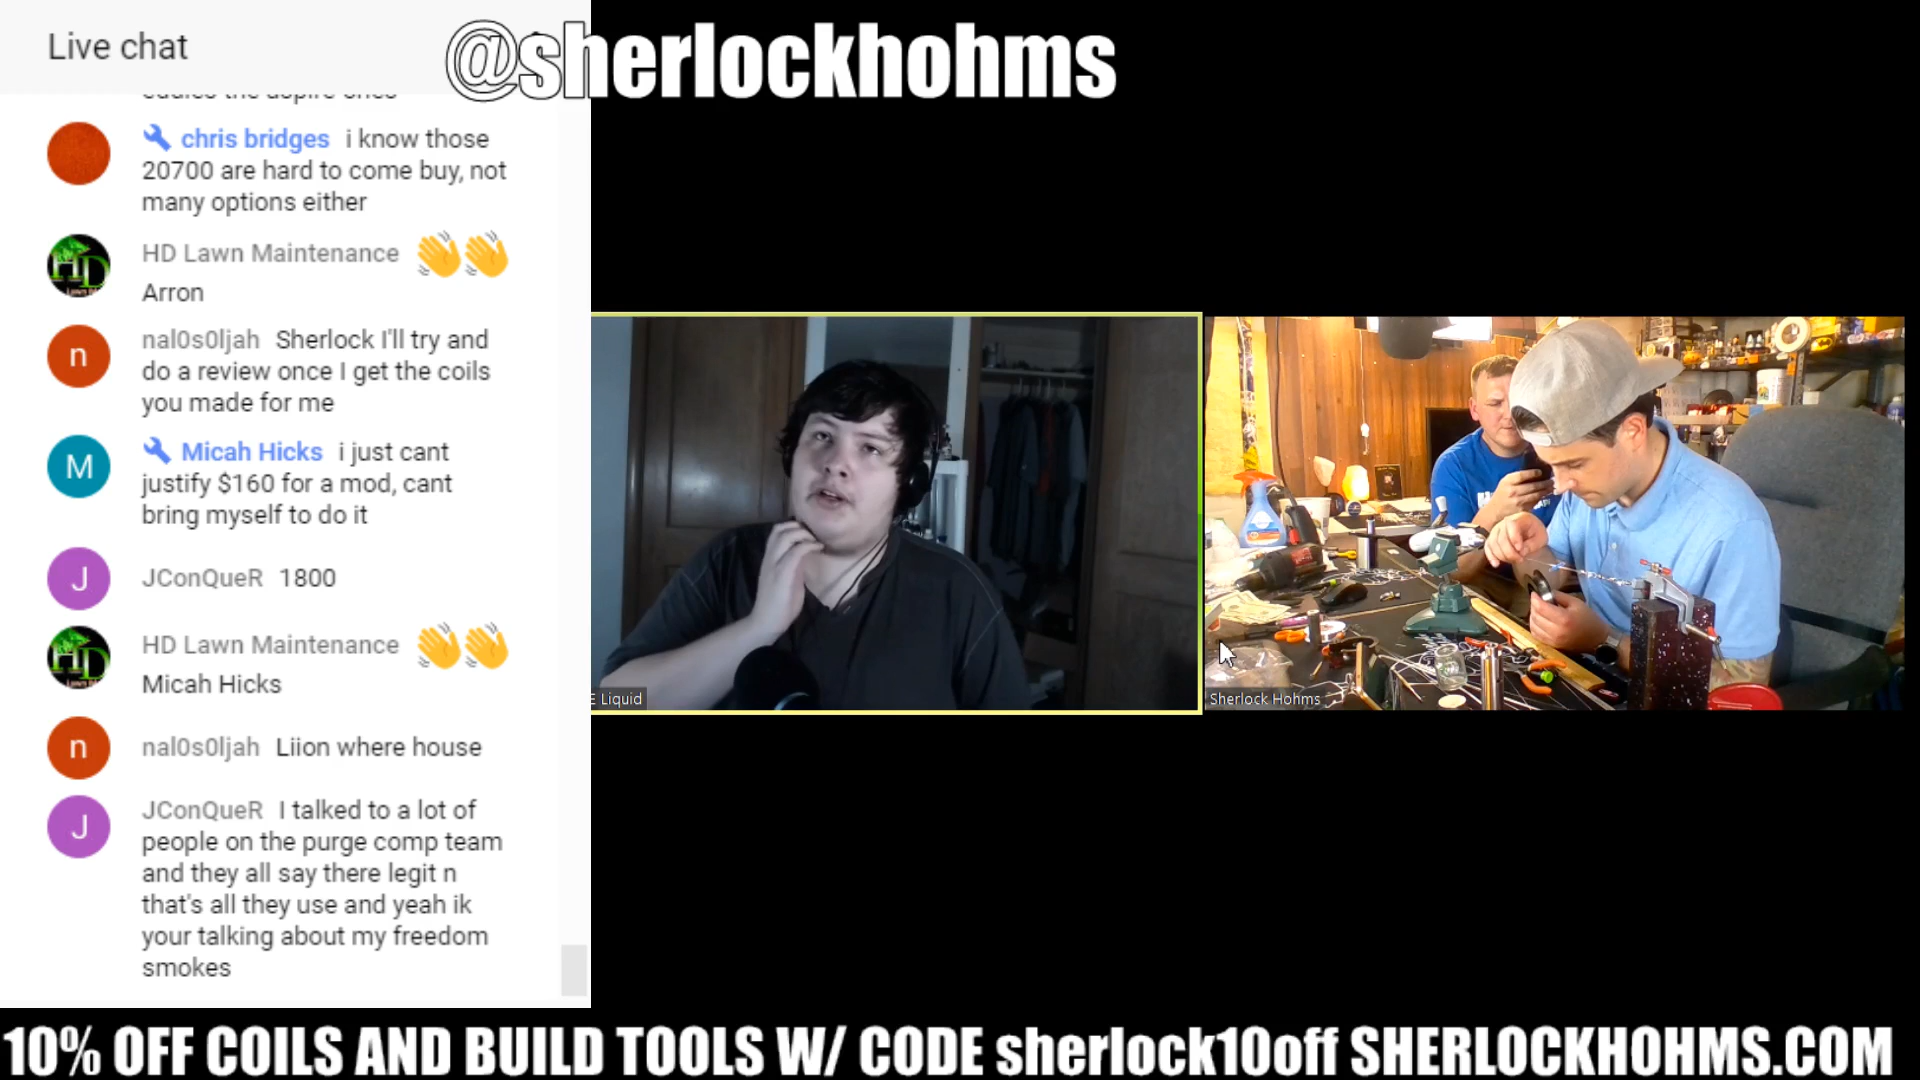 Live chat
@sherlockhohms
chris bridges i know those
20700 are hard to come buy, not
many options either
HD Lawn Maintenance
Arron
nal0s0ljah Sherlock I'll try and
do a review once I get the coils
you made for me
Micah Hicks i just cant
justify $160 for a mod, cant
bring myself to do it
JConQueR 1800
HD Lawn Maintenance
Micah Hicks
nal0s0ljah Liion where house
JConQueR I talked to a lot of
people on the purge comp team
and they all say there legit n
that's all they use and yeah ik
your talking about my freedom
smokes
n
M
J
HD
n
J
E Liquid
Sherlock Hohms
10% OFF COILS AND BUILD TOOLS W/ CODE sherlock10off SHERLOCKHOHMS.COM